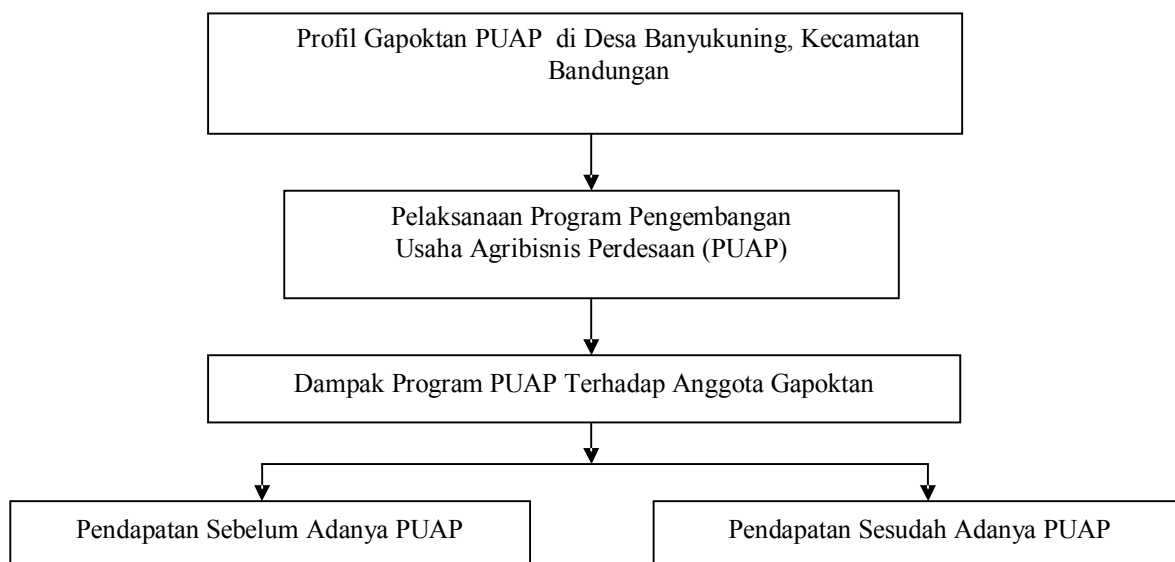 Profil Gapoktan PUAP di Desa Banyukuning, Kecamatan
Bandungan
Pelaksanaan Program Pengembangan
Usaha Agribisnis Perdesaan (PUAP)
Dampak Program PUAP Terhadap Anggota Gapoktan
Pendapatan Sebelum Adanya PUAP
Pendapatan Sesudah Adanya PUAP